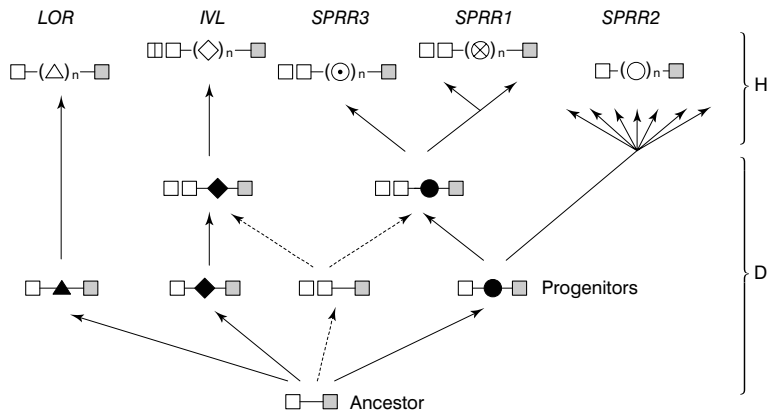 LOR IVL SPRR3 SPRR1 SPRR2
( )n ( )n ( )n ( )n ( )n
H
D
Progenitors
Ancestor